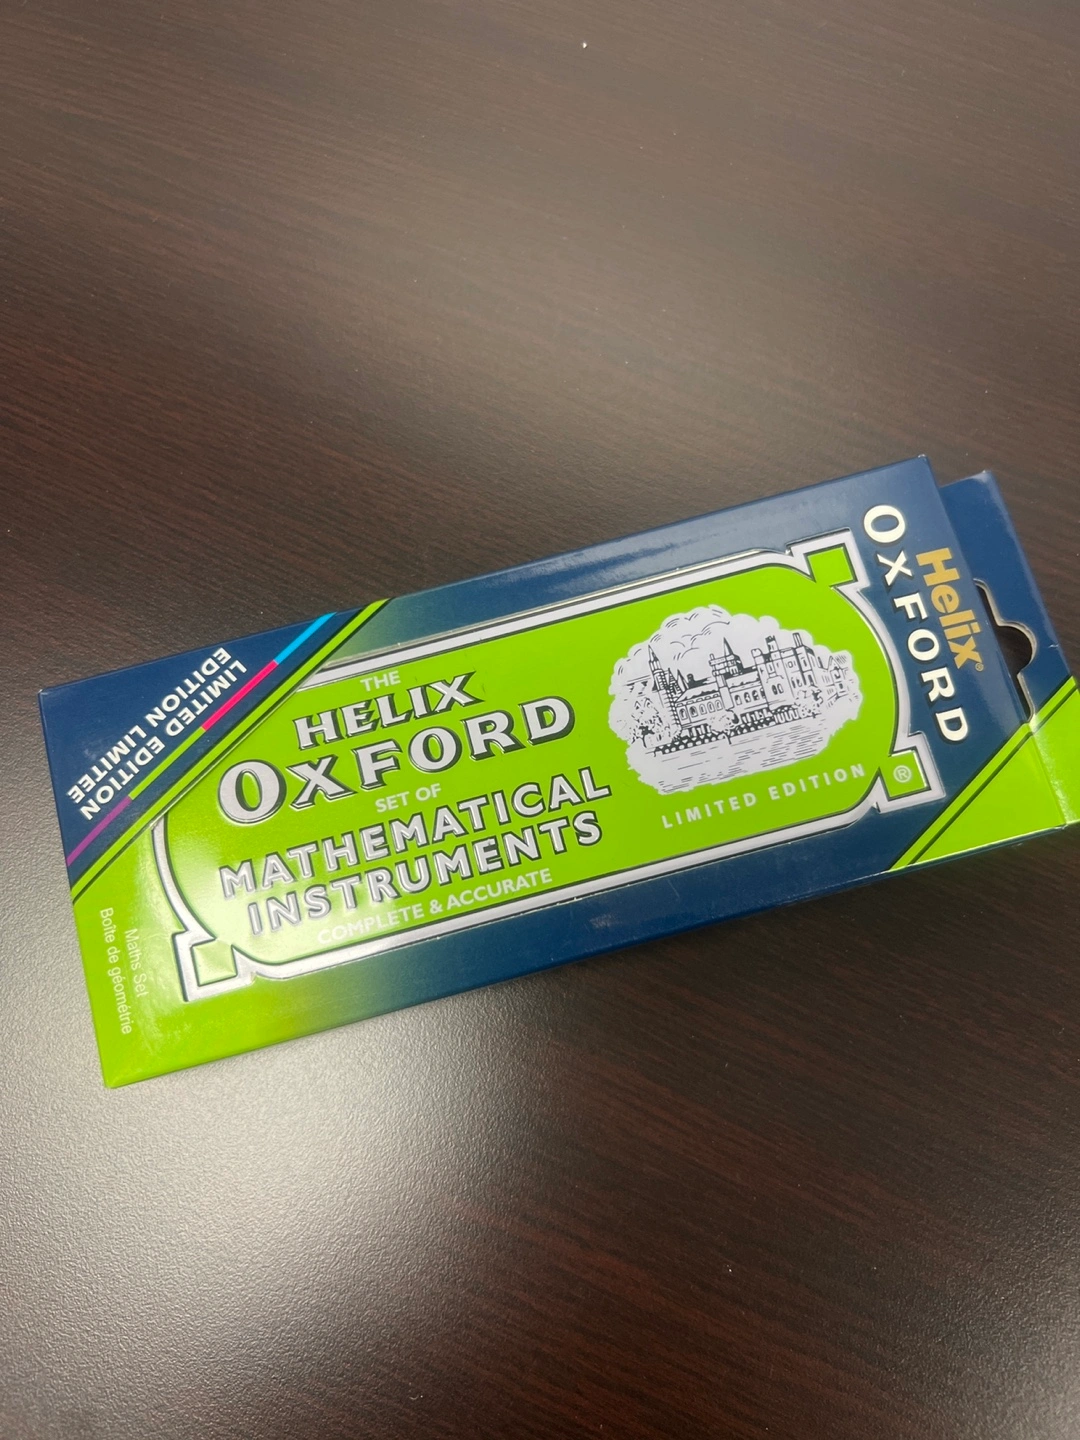 THE
HELIX
OXFORD
SET OF
MATHEMATICAL
INSTRUMENTS
COMPLETE & ACCURATE
LIMITED EDITION
®
Helix®
OXFORD
LIMITED EDITION
EDITION LIMITEE
Maths Set
Boîte de géométrie